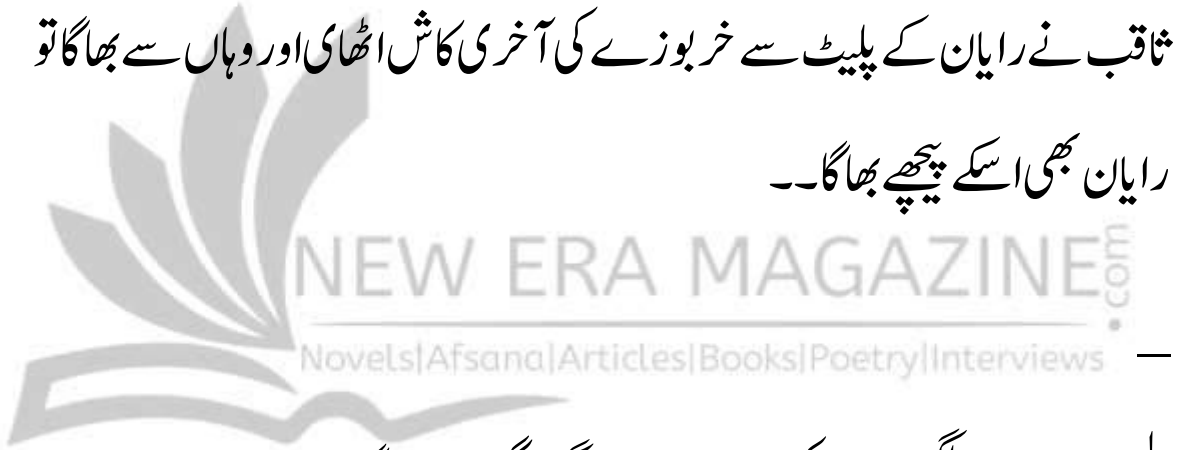 ثاقب نے رایان کے پلیٹ سے خربوزے کی آخری کاش اٹھای اور وہاں سے بھاگا تو
رایان بھی اسکے پیچھے بھاگا۔۔
NEW ERA MAGAZINE.com
Novels|Afsana|Articles|Books|Poetry|Interviews